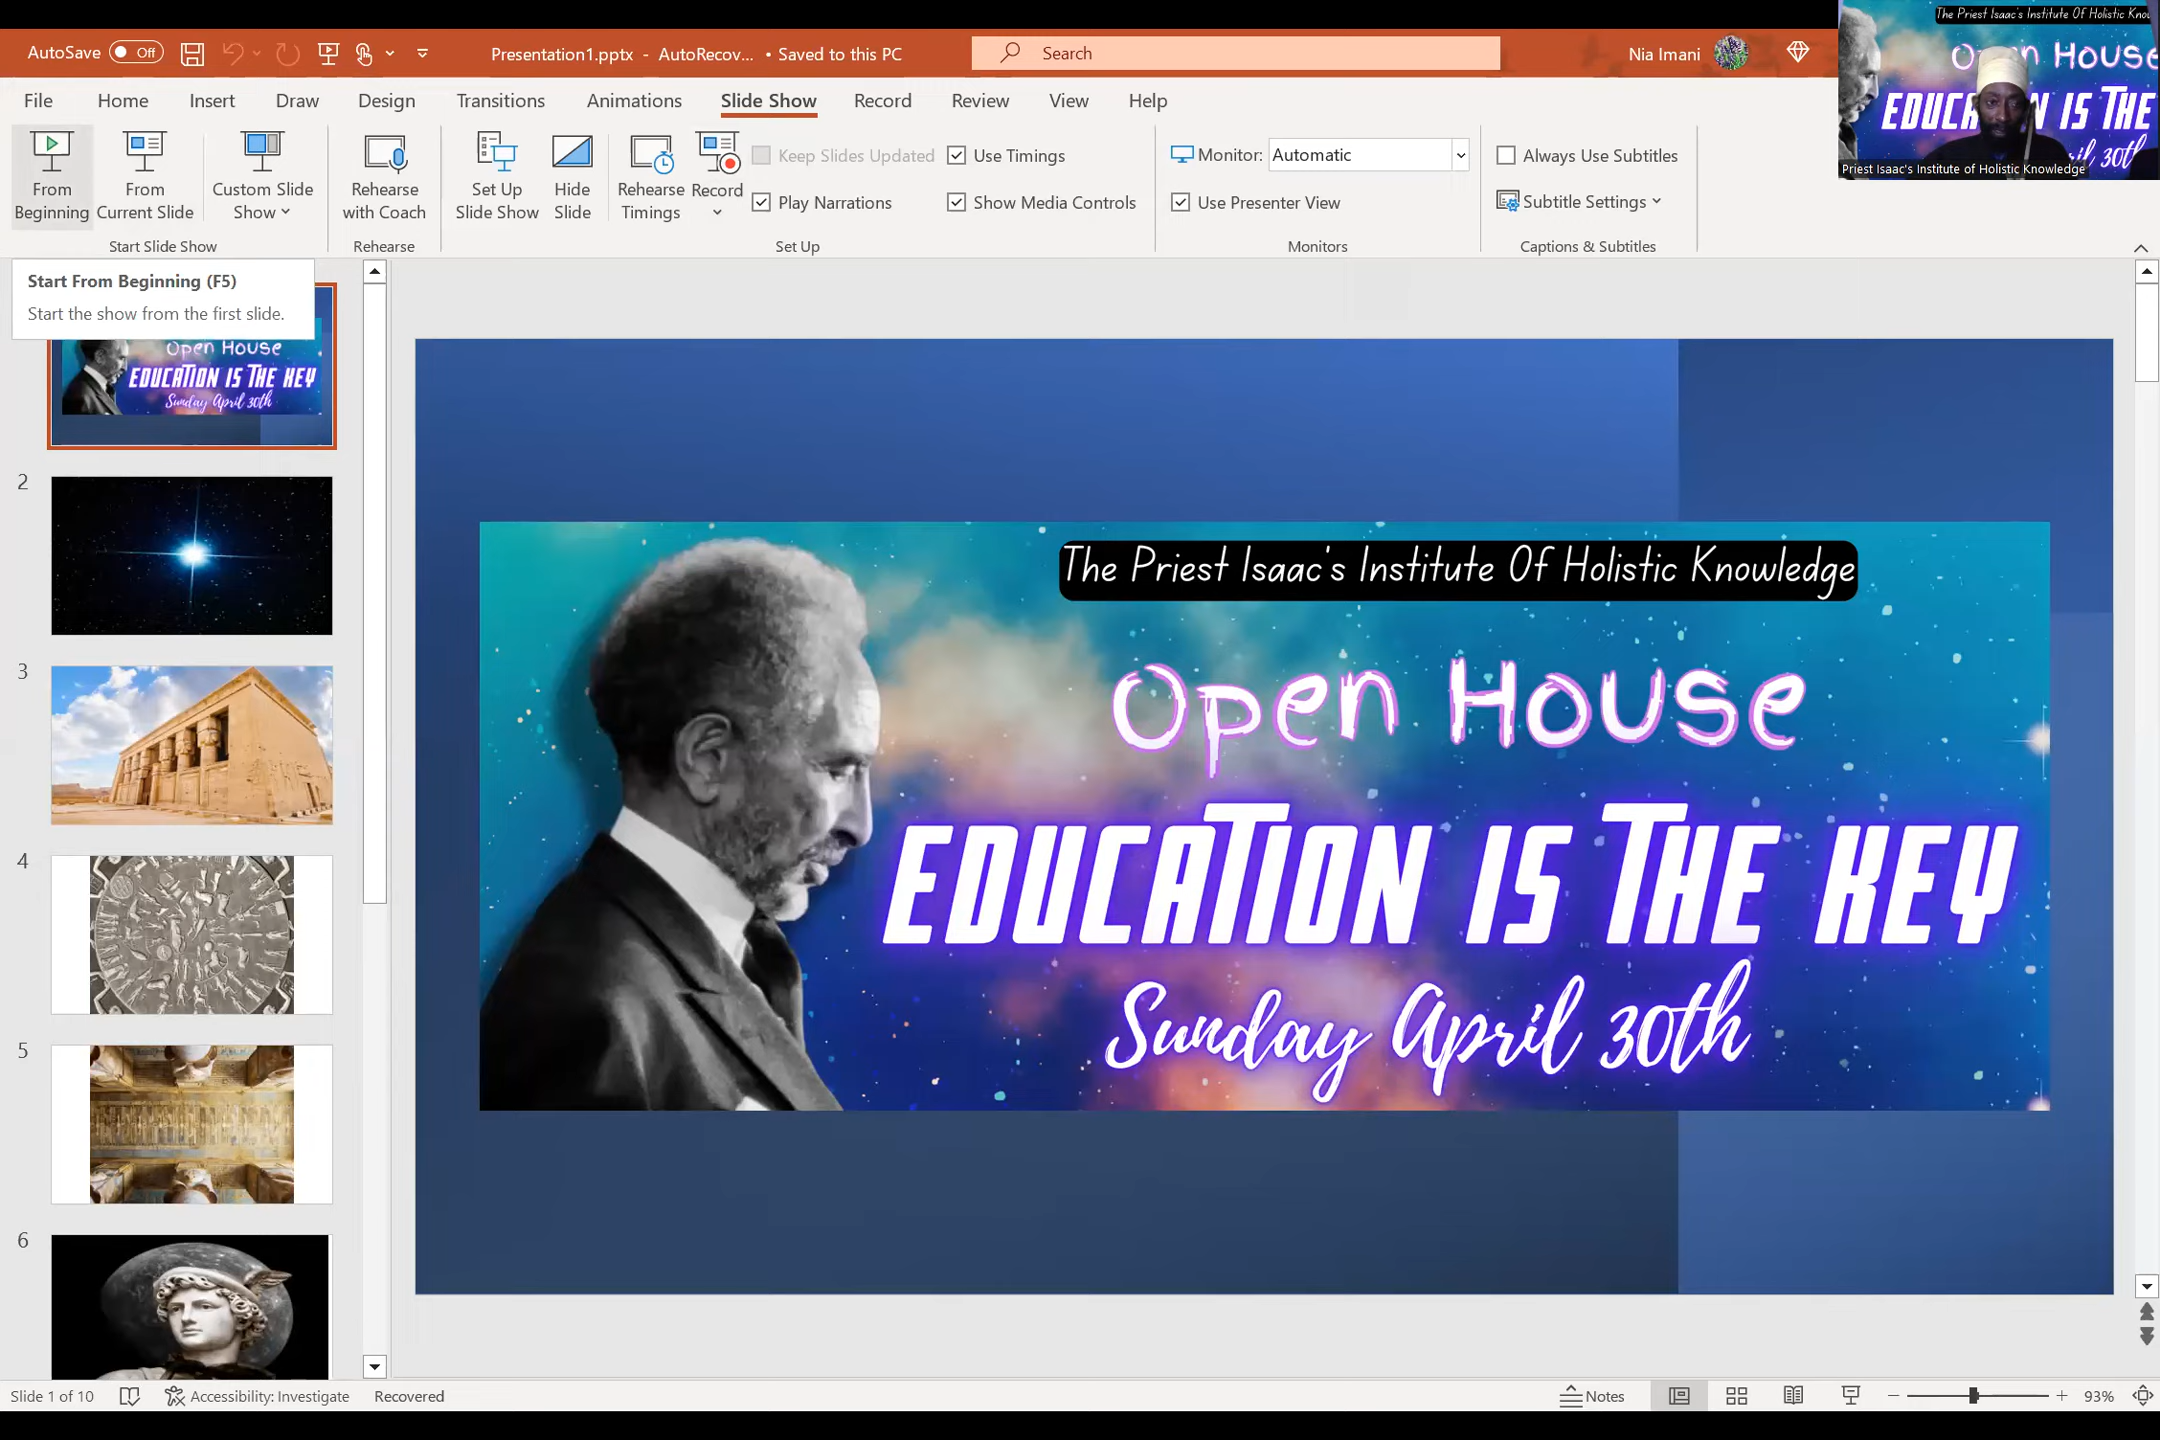 AutoSave Off
Presentation1.pptx - AutoRecov... • Saved to this PC
Search
Nia Imani
File Home Insert Draw Design Transitions Animations Slide Show Record Review View Help
From Beginning
From Current Slide
Custom Slide Show
Rehearse with Coach
Set Up Slide Show
Hide Slide
Rehearse Timings
Record
Keep Slides Updated
Play Narrations
Use Timings
Show Media Controls
Monitor: Automatic
Use Presenter View
Always Use Subtitles
Subtitle Settings
Start Slide Show
Rehearse
Set Up
Monitors
Captions & Subtitles
The Priest Isaac's Institute Of Holistic
Open House
EDUCATION IS THE
April 30th
Priest Isaac's Institute of Holistic Knowledge
Start From Beginning (F5)
Start the show from the first slide.
Open House
EDUCATION IS THE KEY
Sunday April 30th
2
3
4
5
6
The Priest Isaac's Institute Of Holistic Knowledge
Open House
EDUCATION IS THE KEY
Sunday April 30th
Slide 1 of 10
Accessibility: Investigate
Recovered
Notes
93%